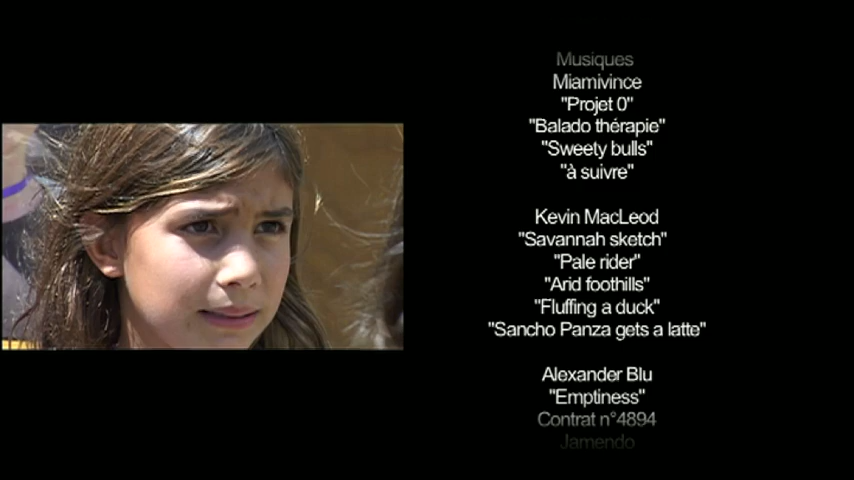 Musiques
Miamivince
"Projet 0"
"Balado thérapie"
"Sweety bulls"
"à suivre"
Kevin MacLeod
"Savannah sketch"
"Pale rider"
"Arid foothills"
"Fluffing a duck"
"Sancho Panza gets a latte"
Alexander Blu
"Emptiness"
Contrat n°4894
Jamendo